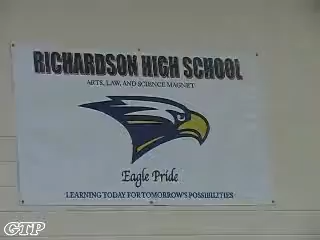 RICHARDSON HIGH SCHOOL
ARTS, LAW, AND SCIENCE MAGNET
Eagle Pride
LEARNING TODAY FOR TOMORROW'S POSSIBILITIES
GTP